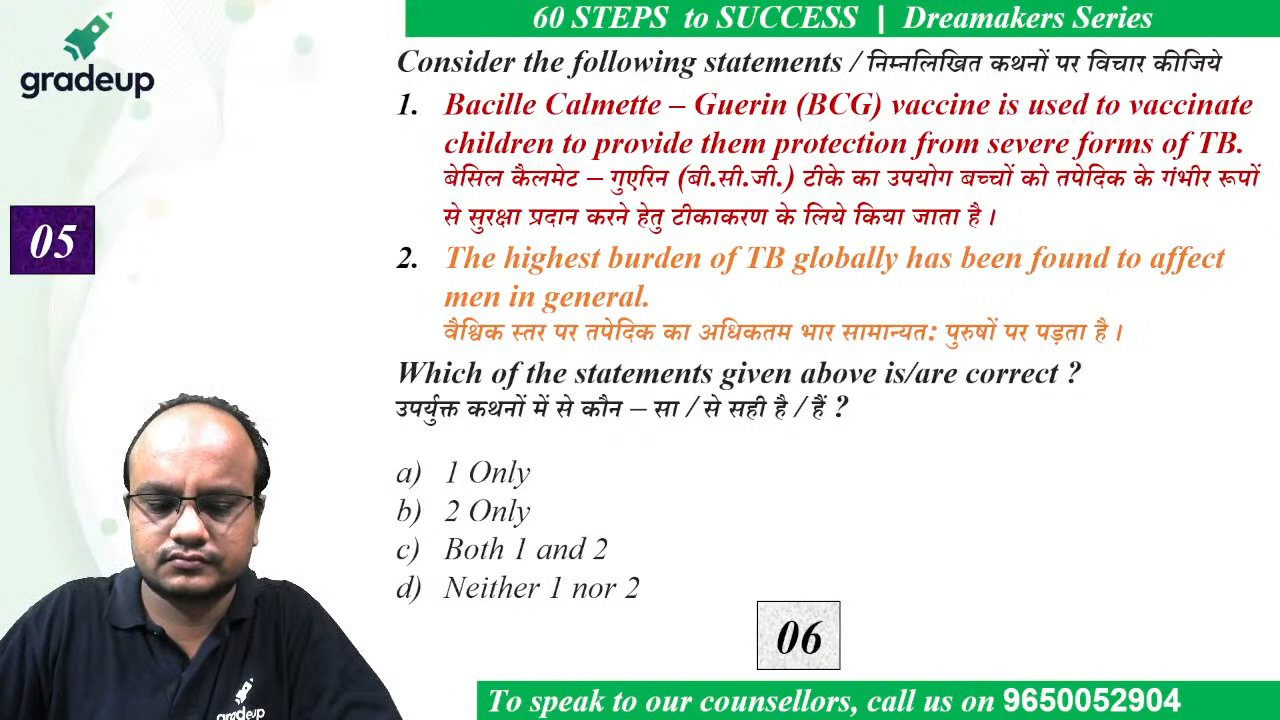 60 STEPS to SUCCESS | Dreamakers Series
gradeup
Consider the following statements / निम्नलिखित कथनों पर विचार कीजिये
1. Bacille Calmette – Guerin (BCG) vaccine is used to vaccinate
children to provide them protection from severe forms of TB.
बेसिल कैलमेट – गुएरिन (बी.सी.जी.) टीके का उपयोग बच्चों को तपेदिक के गंभीर रूपों
से सुरक्षा प्रदान करने हेतु टीकाकरण के लिये किया जाता है ।
05
2. The highest burden of TB globally has been found to affect
men in general.
वैश्विक स्तर पर तपेदिक का अधिकतम भार सामान्यत: पुरुषों पर पड़ता है ।
Which of the statements given above is/are correct ?
उपर्युक्त कथनों में से कौन – सा / से सही है / हैं ?
a) 1 Only
b) 2 Only
c) Both 1 and 2
d) Neither 1 nor 2
06
gradeup
To speak to our counsellors, call us on 9650052904